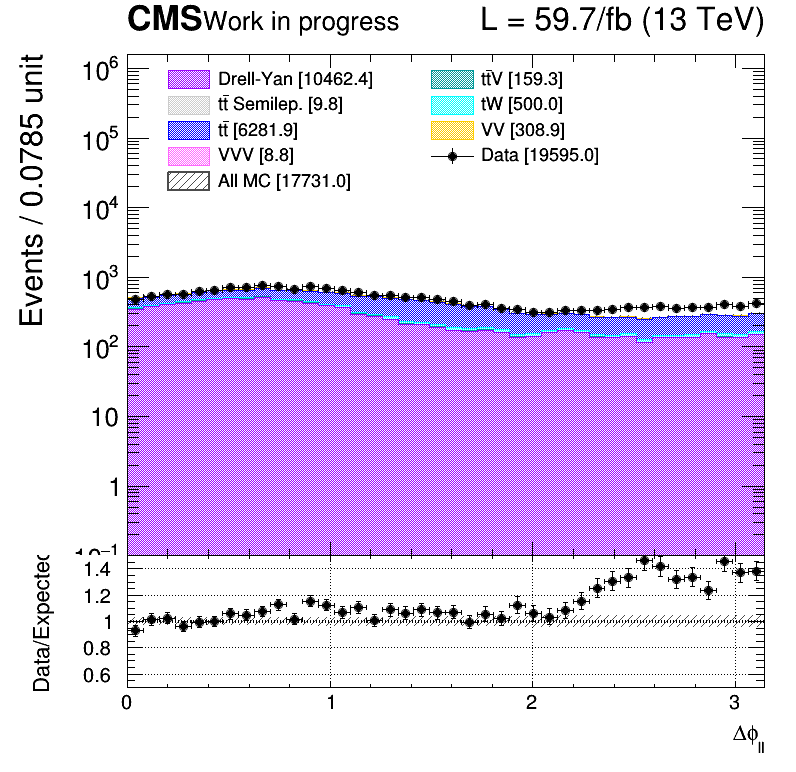 CMS Work in progress L = 59.7/fb (13 TeV)
Events / 0.0785 unit
10⁶
10⁵
10⁴
10³
10²
10
1
10⁻¹
Drell-Yan [10462.4]
tt̄ Semilep. [9.8]
tt̄ [6281.9]
VVV [8.8]
All MC [17731.0]
tt̄V [159.3]
tW [500.0]
VV [308.9]
Data [19595.0]
Data/Expected
1.4
1.2
1
0.8
0.6
0 1 2 3
Δϕ_ll